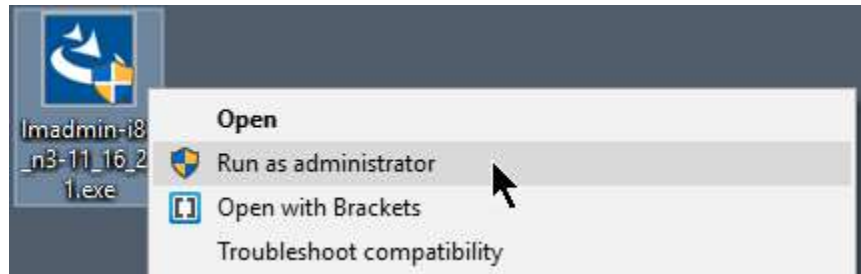 lmadmin-i8
_n3-11_16_2
1.exe
Open
Run as administrator
Open with Brackets
Troubleshoot compatibility